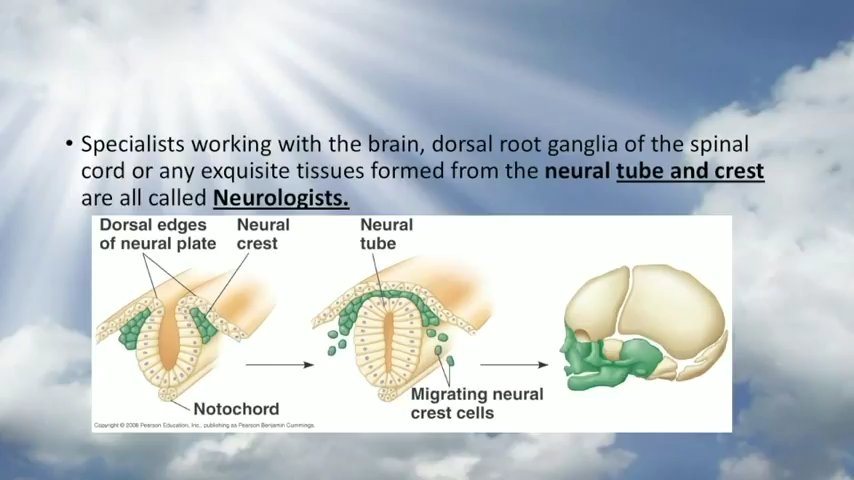 • Specialists working with the brain, dorsal root ganglia of the spinal
cord or any exquisite tissues formed from the neural tube and crest
are all called Neurologists.
Dorsal edges
of neural plate
Neural
crest
Neural
tube
Notochord
Migrating neural
crest cells
Copyright © 2008 Pearson Education, Inc., publishing as Pearson Benjamin Cummings.